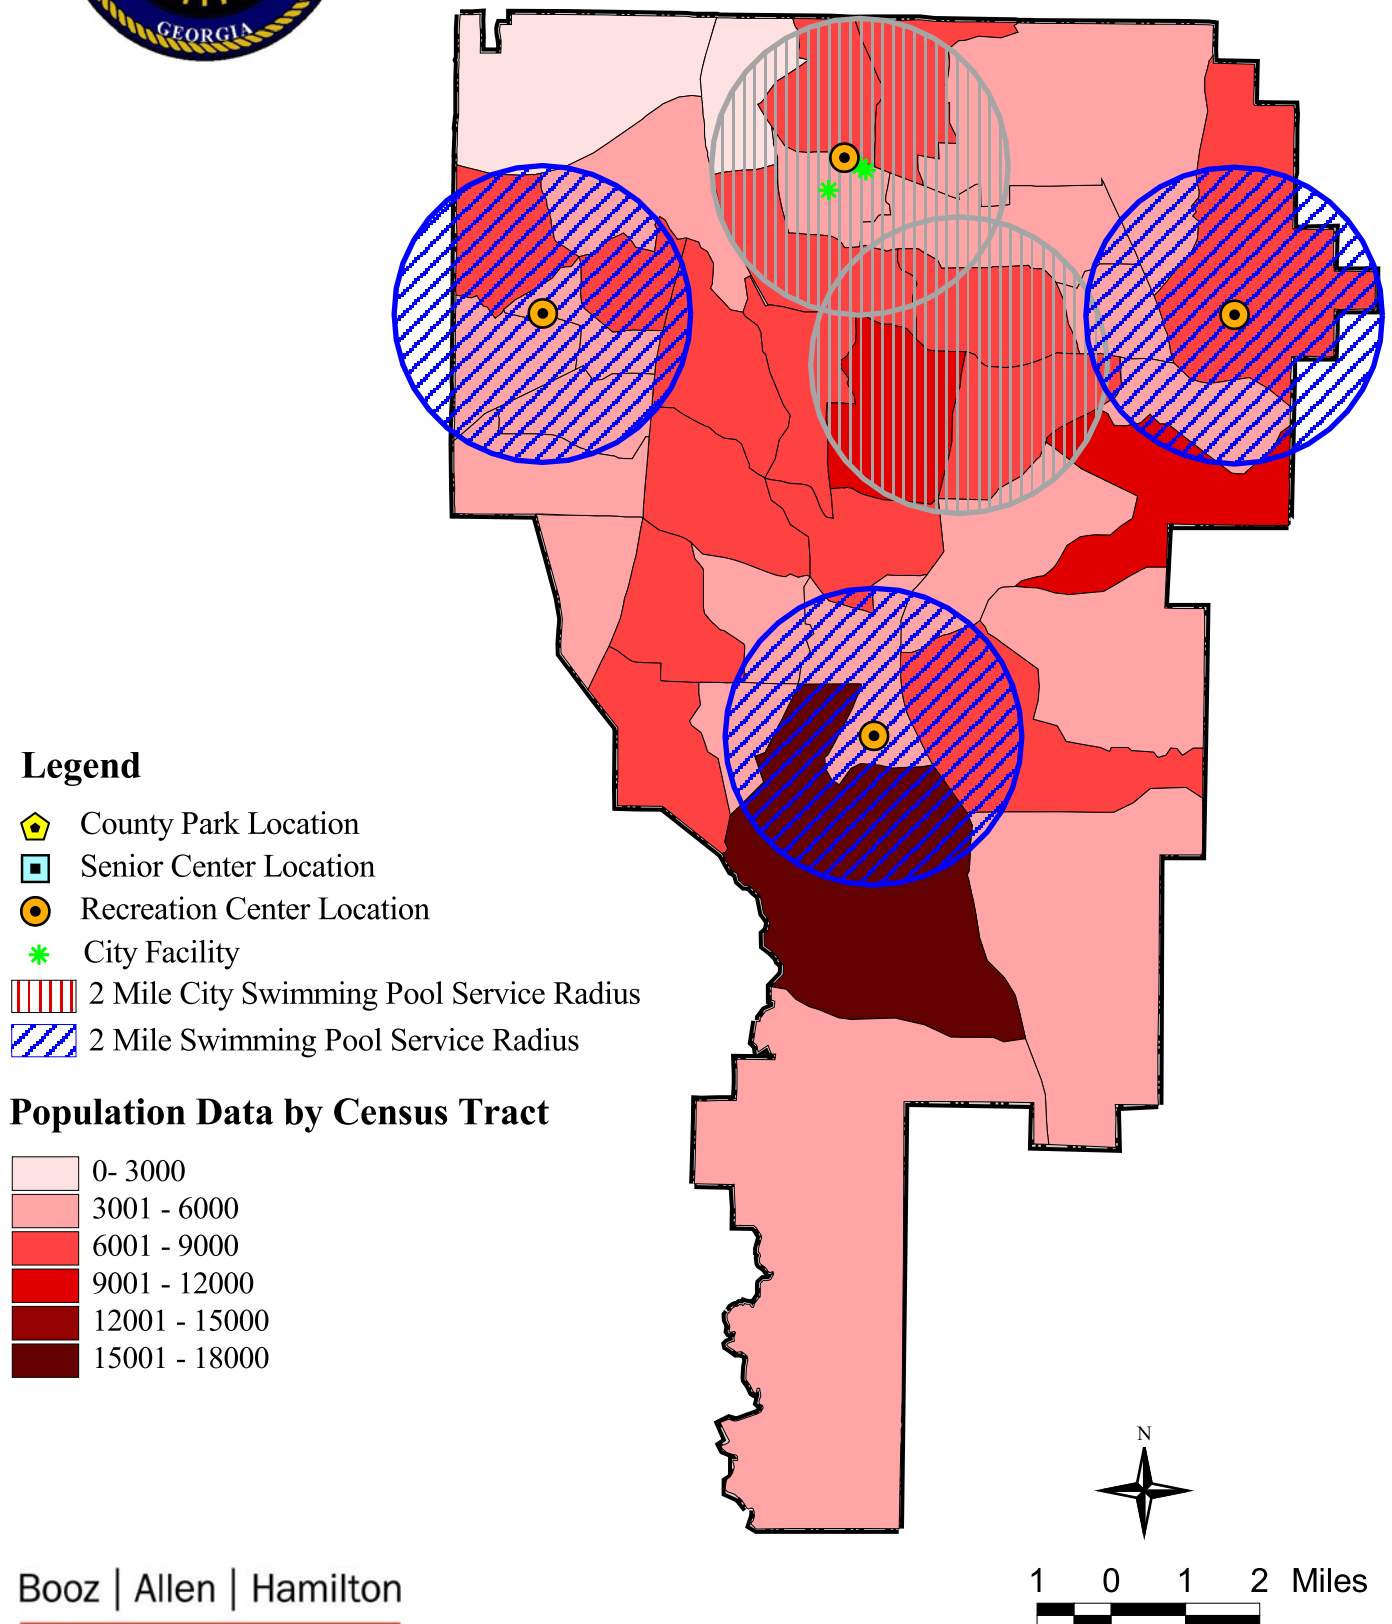 GEORGIA
Legend
County Park Location
Senior Center Location
Recreation Center Location
City Facility
2 Mile City Swimming Pool Service Radius
2 Mile Swimming Pool Service Radius
Population Data by Census Tract
0- 3000
3001 - 6000
6001 - 9000
9001 - 12000
12001 - 15000
15001 - 18000
N
Booz | Allen | Hamilton
1 0 1 2 Miles